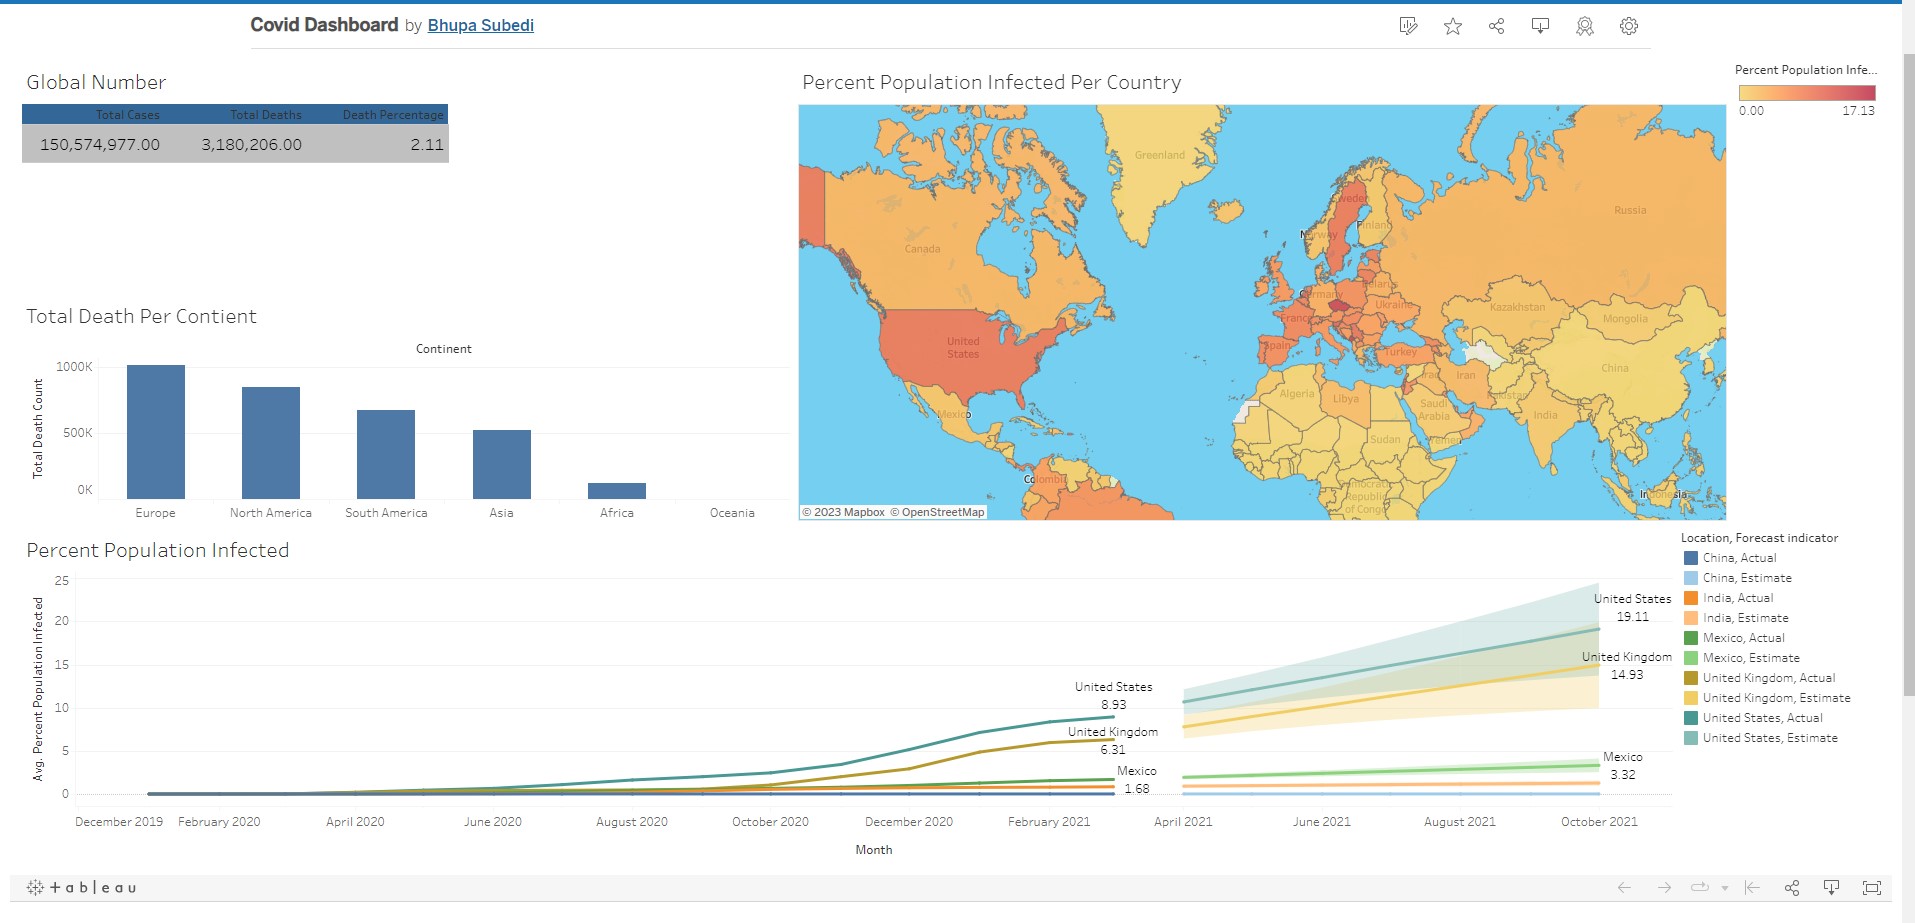 Covid Dashboard by Bhupa Subedi
Global Number
Total Cases Total Deaths Death Percentage
150,574,977.00 3,180,206.00 2.11
Percent Population Infected Per Country
Greenland
Canada
United
States
Mexico
Colombia
Sweden
Norway
Finland
Russia
Germany
Belarus
Ukraine
France
Spain
Turkey
Kazakhstan
Mongolia
China
Iraq
Iran
Pakistan
India
Algeria
Libya
Saudi
Arabia
Sudan
Yemen
Democratic
Republic
of Congo
Indonesia
© 2023 Mapbox © OpenStreetMap
Percent Population Infe...
0.00 17.13
Total Death Per Contient
Continent
Total Death Count
1000K
500K
0K
Europe North America South America Asia Africa Oceania
Percent Population Infected
Avg. Percent Population Infected
25
20
15
10
5
0
United States
8.93
United Kingdom
6.31
Mexico
1.68
United States
19.11
United Kingdom
14.93
Mexico
3.32
December 2019 February 2020 April 2020 June 2020 August 2020 October 2020 December 2020 February 2021 April 2021 June 2021 August 2021 October 2021
Month
Location, Forecast indicator
China, Actual
China, Estimate
India, Actual
India, Estimate
Mexico, Actual
Mexico, Estimate
United Kingdom, Actual
United Kingdom, Estimate
United States, Actual
United States, Estimate
+ableau